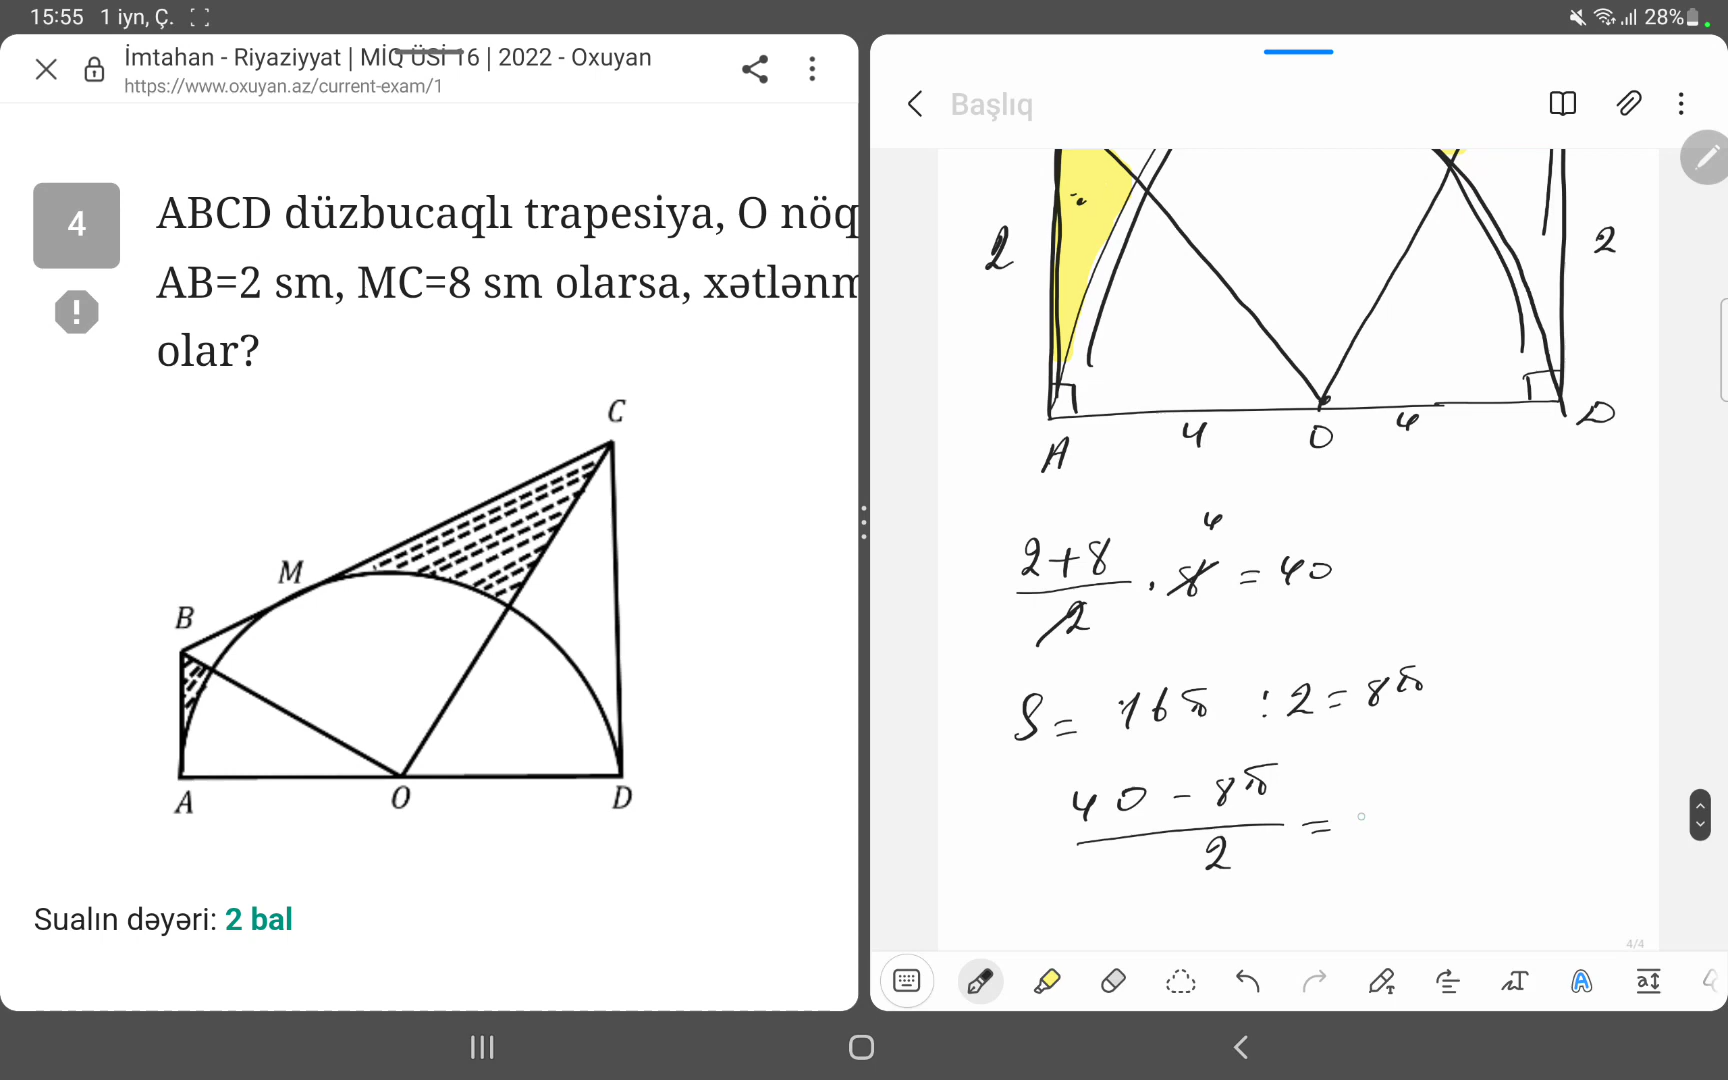 15:55 1 iyn, Ç.
28%
İmtahan - Riyaziyyat | MİQ ÜSİ 16 | 2022 - Oxuyan
https://www.oxuyan.az/current-exam/1
4
ABCD düzbucaqlı trapesiya, O nöq
AB=2 sm, MC=8 sm olarsa, xətlənm
olar?
C
M
B
A
O
D
Sualın dəyəri: 2 bal
Başlıq
2
2
A
4
O
4
D
2+8
4
2
· 8 = 40
S = 16π : 2 = 8π
40 - 8π
2
=
4/4